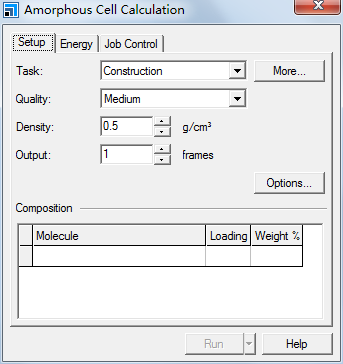 Amorphous Cell Calculation
Setup Energy Job Control
Task: Construction More...
Quality: Medium
Density: 0.5 g/cm³
Output: 1 frames
Options...
Composition
Molecule Loading Weight %
Run Help